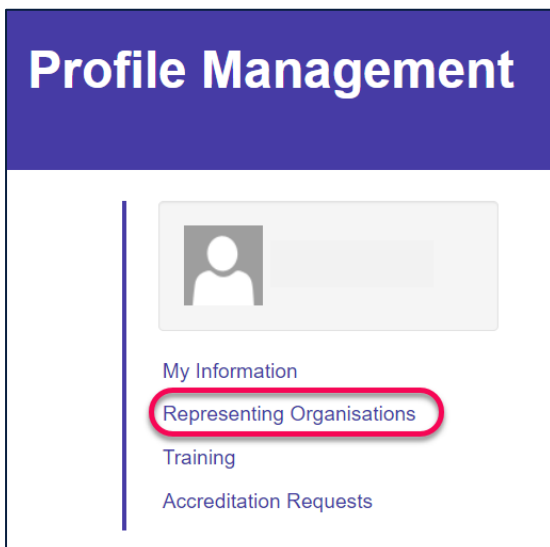 Profile Management
My Information
Representing Organisations
Training
Accreditation Requests